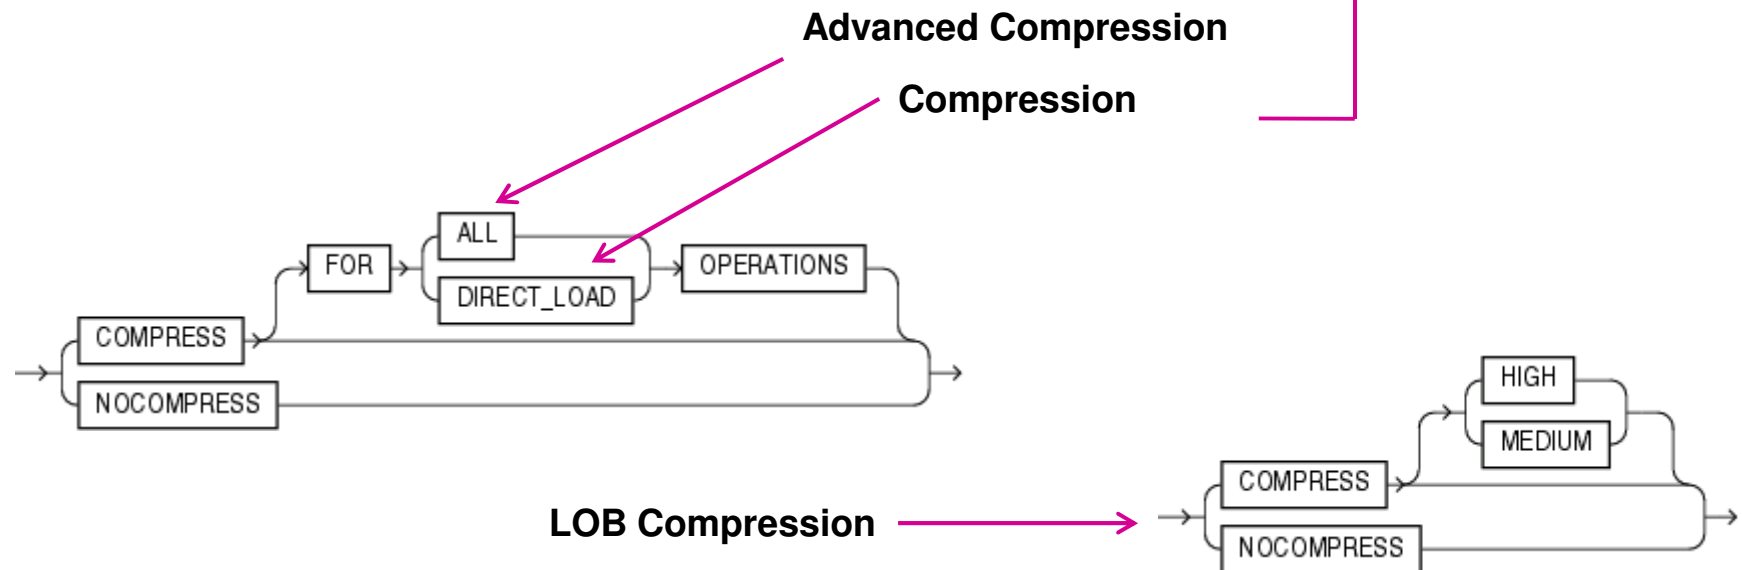 Advanced Compression
Compression
ALL
FOR
OPERATIONS
DIRECT_LOAD
COMPRESS
NOCOMPRESS
HIGH
MEDIUM
COMPRESS
LOB Compression
NOCOMPRESS